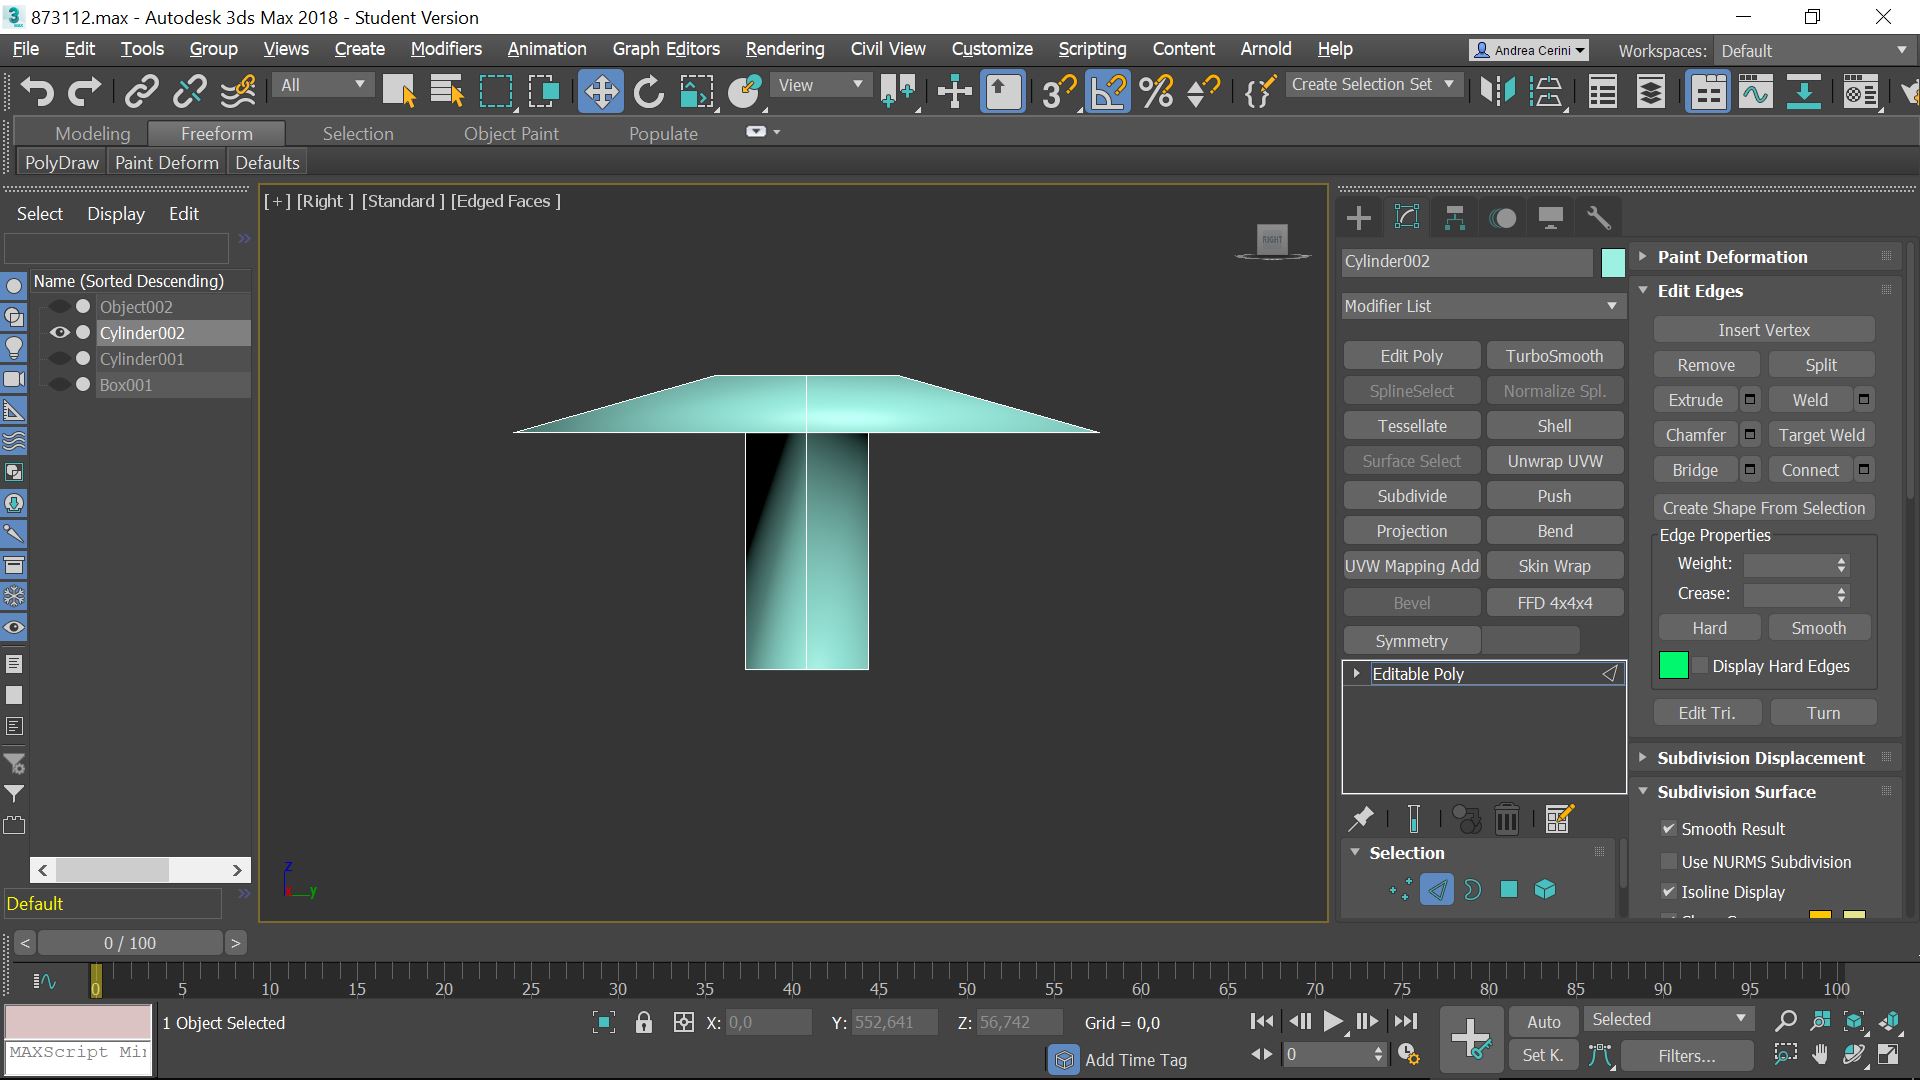 873112.max - Autodesk 3ds Max 2018 - Student Version
File Edit Tools Group Views Create Modifiers Animation Graph Editors Rendering Civil View Customize Scripting Content Arnold Help Andrea Cerini Workspaces: Default
All View 3 Create Selection Set
Modeling Freeform Selection Object Paint Populate
PolyDraw Paint Deform Defaults
Select Display Edit
Name (Sorted Descending)
Object002
Cylinder002
Cylinder001
Box001
Default
[+] [Right ] [Standard ] [Edged Faces ]
RIGHT
z
x y
Cylinder002
Modifier List
Edit Poly TurboSmooth
SplineSelect Normalize Spl.
Tessellate Shell
Surface Select Unwrap UVW
Subdivide Push
Projection Bend
UVW Mapping Add Skin Wrap
Bevel FFD 4x4x4
Symmetry
Editable Poly
Selection
Paint Deformation
Edit Edges
Insert Vertex
Remove Split
Extrude Weld
Chamfer Target Weld
Bridge Connect
Create Shape From Selection
Edge Properties
Weight:
Crease:
Hard Smooth
Display Hard Edges
Edit Tri. Turn
Subdivision Displacement
Subdivision Surface
Smooth Result
Use NURMS Subdivision
Isoline Display
< 0 / 100 >
0 5 10 15 20 25 30 35 40 45 50 55 60 65 70 75 80 85 90 95 100
1 Object Selected X: 0,0 Y: 552,641 Z: 56,742 Grid = 0,0 Auto Selected
MAXScript Mi Add Time Tag 0 Set K. Filters...